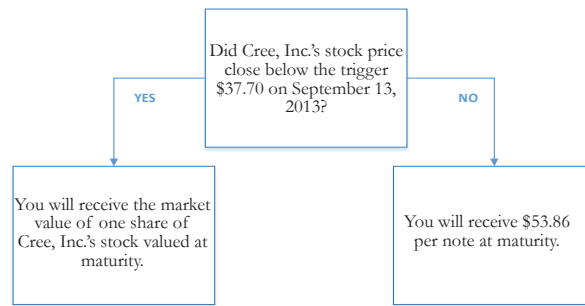 Did Cree, Inc.'s stock price
close below the trigger
$37.70 on September 13,
2013?
YES
NO
You will receive the market
value of one share of
Cree, Inc.'s stock valued at
maturity.
You will receive $53.86
per note at maturity.